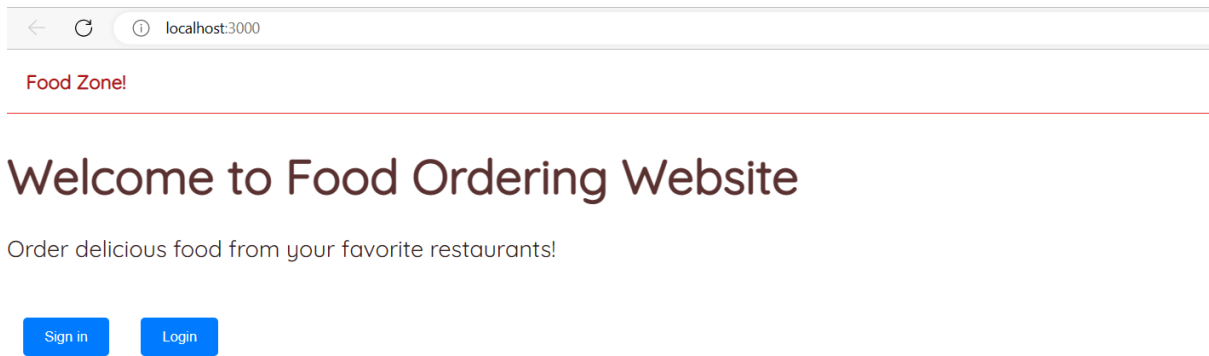 localhost:3000
Food Zone!
Welcome to Food Ordering Website
Order delicious food from your favorite restaurants!
Sign in Login